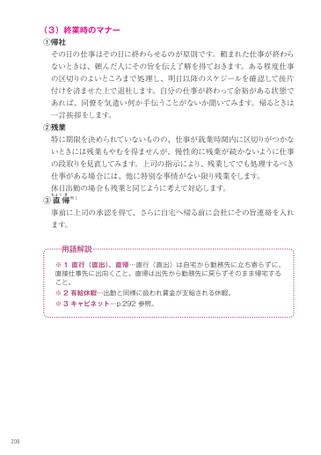 （3）終業時のマナー
①帰社
その日の仕事はその日に終わらせるのが原則です。頼まれた仕事が終わら
ないときは、頼んだ人にその旨を伝え了解を得ておきます。ある程度仕事
の区切りのよいところまで処理し、明日以降のスケジュールを確認して後片
付けを済ませた上で退社します。自分の仕事が終わって余裕がある状態で
あれば、同僚を気遣い何か手伝うことがないか聞いてみます。帰るときは
一言挨拶をします。
②残業
特に期限を決められていないものの、仕事が就業時間内に区切りがつかな
いときには残業もやむを得ませんが、慢性的に残業が続かないように仕事
の段取りを見直してみます。上司の指示により、残業してでも処理するべき
仕事がある場合には、他に特別な事情がない限り残業をします。
休日出勤の場合も残業と同じように考えて対応します。
③直帰※1
事前に上司の承認を得て、さらに自宅へ帰る前に会社にその旨連絡を入れ
ます。
用語解説
※1 直行（直出）、直帰…直行（直出）は自宅から勤務先に立ち寄らずに、
直接仕事先に出向くこと。直帰は出先から勤務先に戻らずそのまま帰宅する
こと。
※2 有給休暇…出勤と同様に扱われ賃金が支給される休暇。
※3 キャビネット…p.292 参照。
208